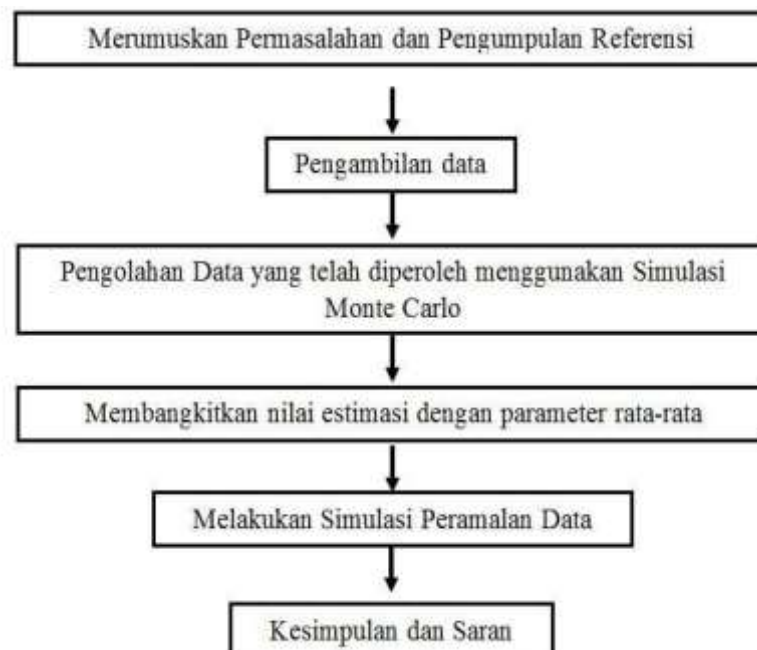 Merumuskan Permasalahan dan Pengumpulan Referensi
Pengambilan data
Pengolahan Data yang telah diperoleh menggunakan Simulasi
Monte Carlo
Membangkitkan nilai estimasi dengan parameter rata-rata
Melakukan Simulasi Peramalan Data
Kesimpulan dan Saran